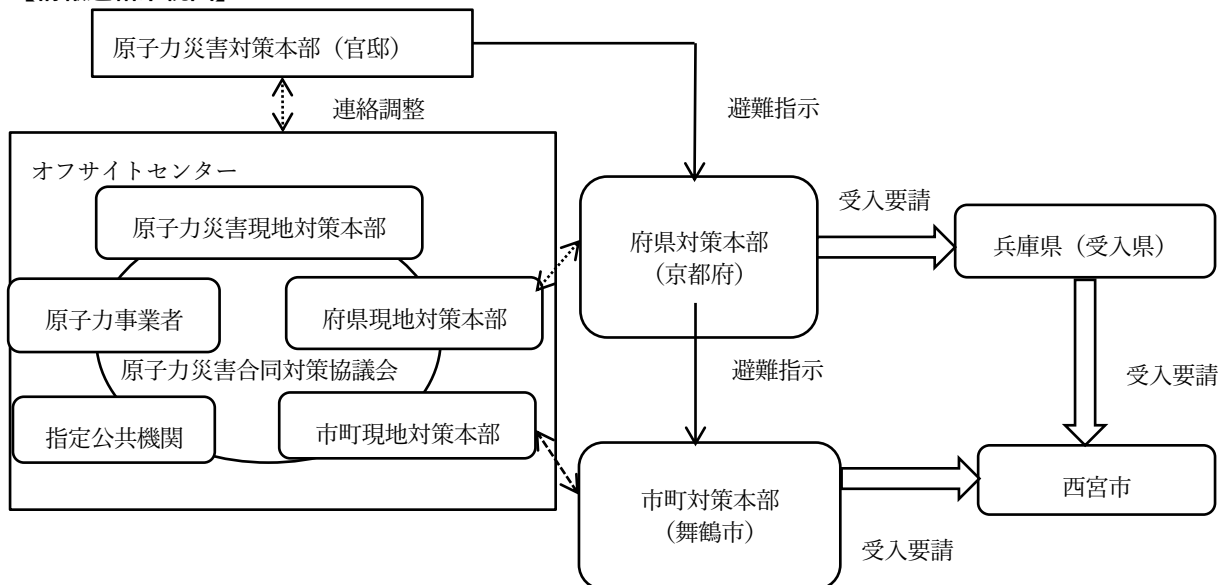 原子力災害対策本部（官邸）
連絡調整
避難指示
オフサイトセンター
原子力災害現地対策本部
府県対策本部
（京都府）
受入要請
兵庫県（受入県）
原子力事業者
府県現地対策本部
原子力災害合同対策協議会
避難指示
受入要請
指定公共機関
市町現地対策本部
市町対策本部
（舞鶴市）
西宮市
受入要請